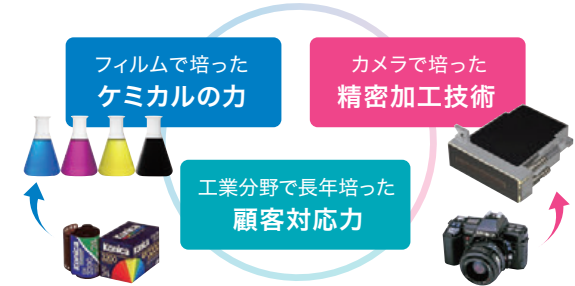 フィルムで培った
ケミカルの力
カメラで培った
精密加工技術
工業分野で長年培った
顧客対応力
Konica
Konica